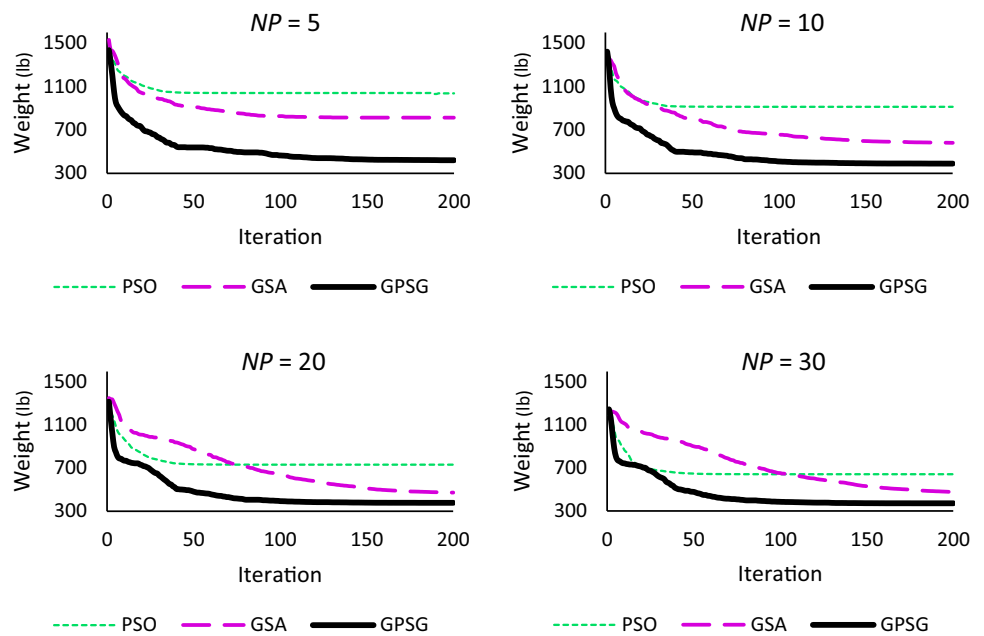 NP = 5
Weight (lb)
1500
1100
700
300
0 50 100 150 200
Iteration
PSO GSA GPSG
NP = 10
Weight (lb)
1500
1100
700
300
0 50 100 150 200
Iteration
PSO GSA GPSG
NP = 20
Weight (lb)
1500
1100
700
300
0 50 100 150 200
Iteration
PSO GSA GPSG
NP = 30
Weight (lb)
1500
1100
700
300
0 50 100 150 200
Iteration
PSO GSA GPSG